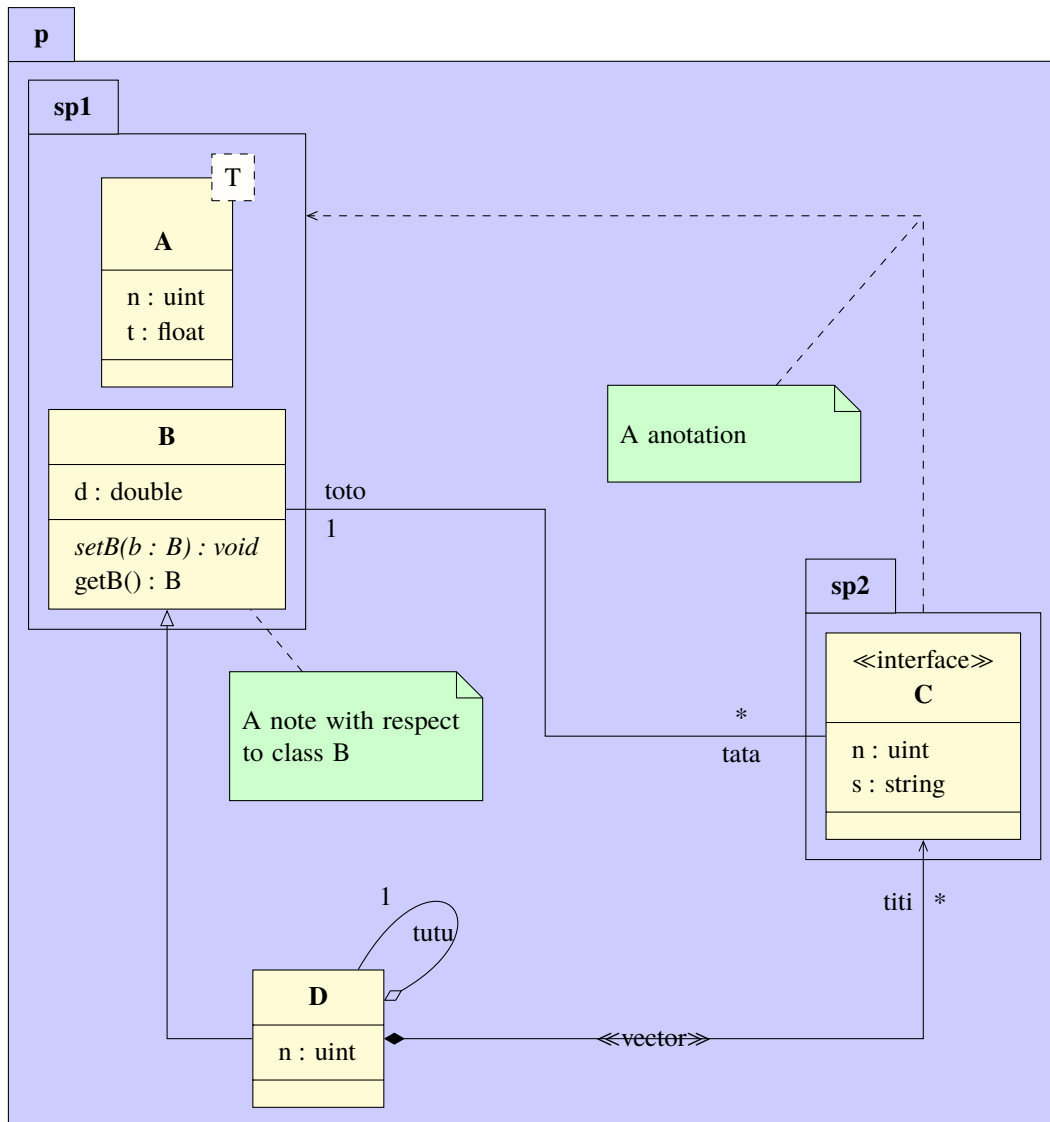 p
sp1
T
A
n : uint
t : float
B
d : double
setB(b : B) : void
getB() : B
toto
1
A anotation
sp2
≪interface≫
C
n : uint
s : string
*
tata
A note with respect
to class B
titi *
1
tutu
D
n : uint
≪vector≫